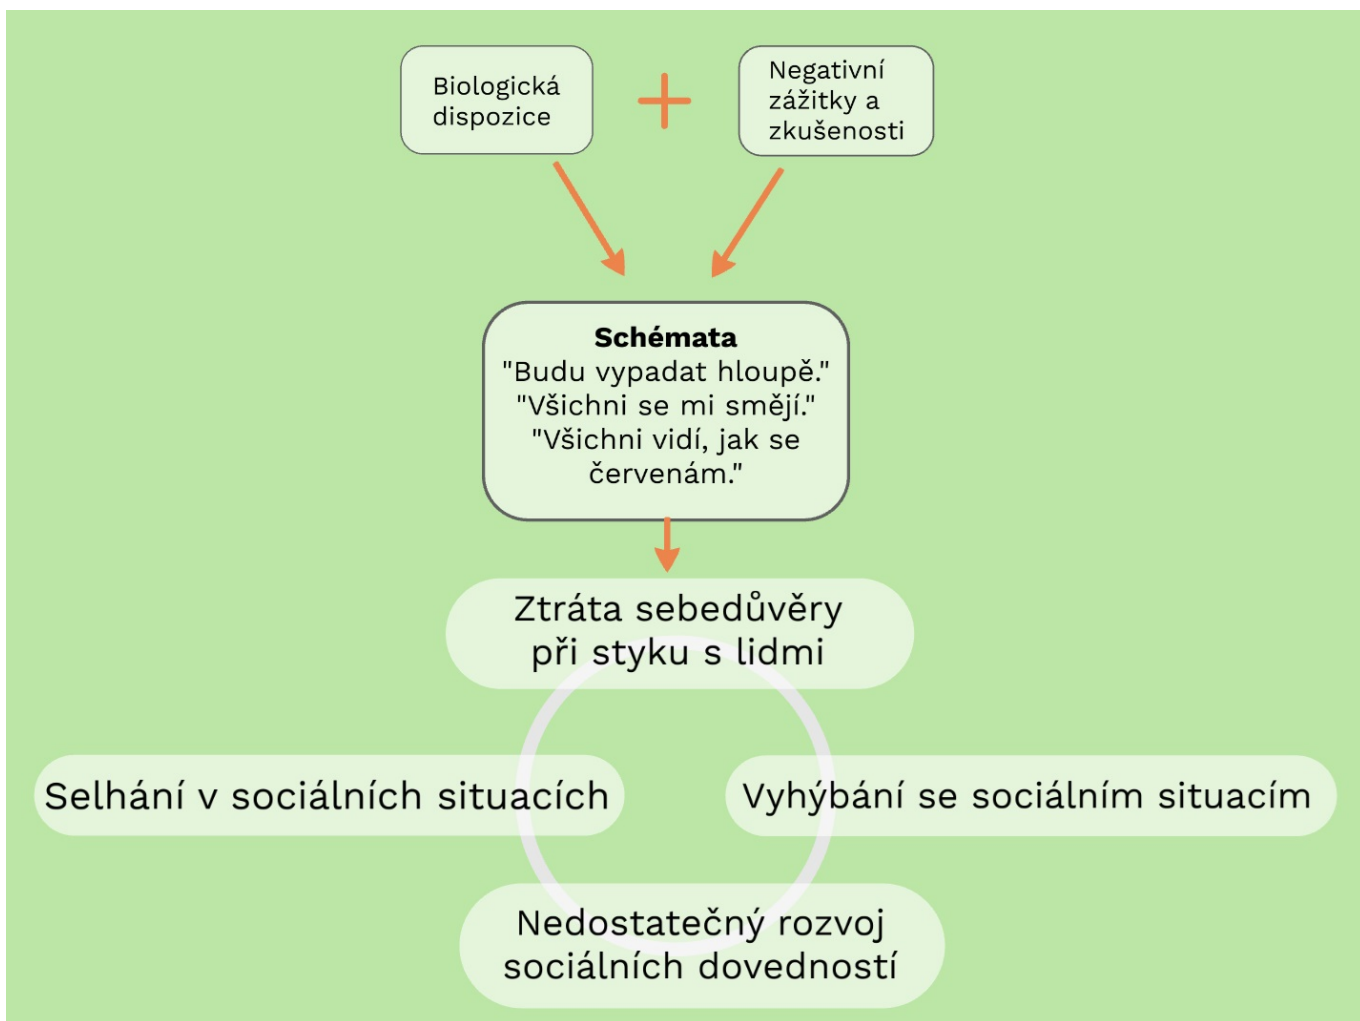 Biologická
dispozice
+
Negativní
zážitky a
zkušenosti
Schémata
"Budu vypadat hloupě."
"Všichni se mi smějí."
"Všichni vidí, jak se
červenám."
Ztráta sebedůvěry
při styku s lidmi
Selhání v sociálních situacích
Vyhýbání se sociálním situacím
Nedostatečný rozvoj
sociálních dovedností